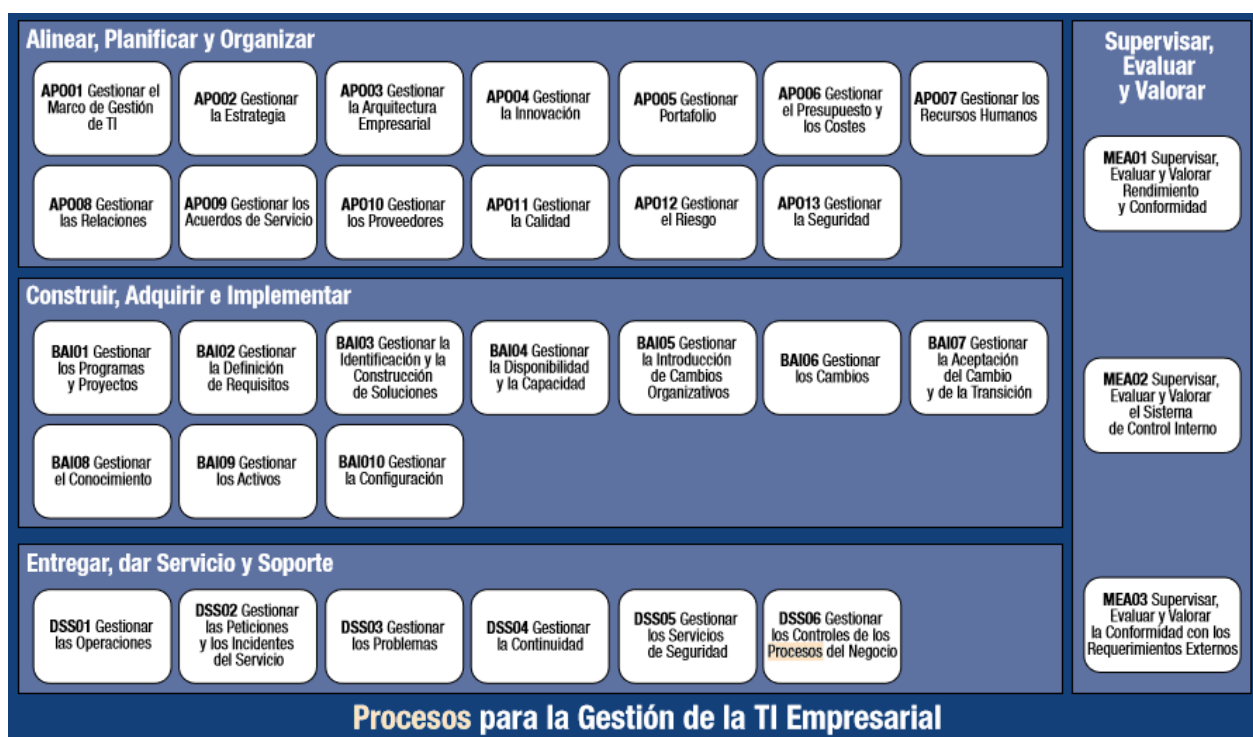 Alinear, Planificar y Organizar
APO01 Gestionar el
Marco de Gestión
de TI
APO02 Gestionar
la Estrategia
APO03 Gestionar
la Arquitectura
Empresarial
APO04 Gestionar
la Innovación
APO05 Gestionar
Portafolio
APO06 Gestionar
el Presupuesto y
los Costes
APO07 Gestionar los
Recursos Humanos
APO08 Gestionar
las Relaciones
APO09 Gestionar los
Acuerdos de Servicio
APO10 Gestionar
los Proveedores
APO11 Gestionar
la Calidad
APO12 Gestionar
el Riesgo
APO13 Gestionar
la Seguridad
Construir, Adquirir e Implementar
BAI01 Gestionar
los Programas
y Proyectos
BAI02 Gestionar
la Definición
de Requisitos
BAI03 Gestionar la
Identificación y la
Construcción
de Soluciones
BAI04 Gestionar
la Disponibilidad
y la Capacidad
BAI05 Gestionar
la Introducción
de Cambios
Organizativos
BAI06 Gestionar
los Cambios
BAI07 Gestionar
la Aceptación
del Cambio
y de la Transición
BAI08 Gestionar
el Conocimiento
BAI09 Gestionar
los Activos
BAI010 Gestionar
la Configuración
Entregar, dar Servicio y Soporte
DSS01 Gestionar
las Operaciones
DSS02 Gestionar
las Peticiones
y los Incidentes
del Servicio
DSS03 Gestionar
los Problemas
DSS04 Gestionar
la Continuidad
DSS05 Gestionar
los Servicios
de Seguridad
DSS06 Gestionar
los Controles de los
Procesos del Negocio
Supervisar,
Evaluar
y Valorar
MEA01 Supervisar,
Evaluar y Valorar
Rendimiento
y Conformidad
MEA02 Supervisar,
Evaluar y Valorar
el Sistema
de Control Interno
MEA03 Supervisar,
Evaluar y Valorar
la Conformidad con los
Requerimientos Externos
Procesos para la Gestión de la TI Empresarial